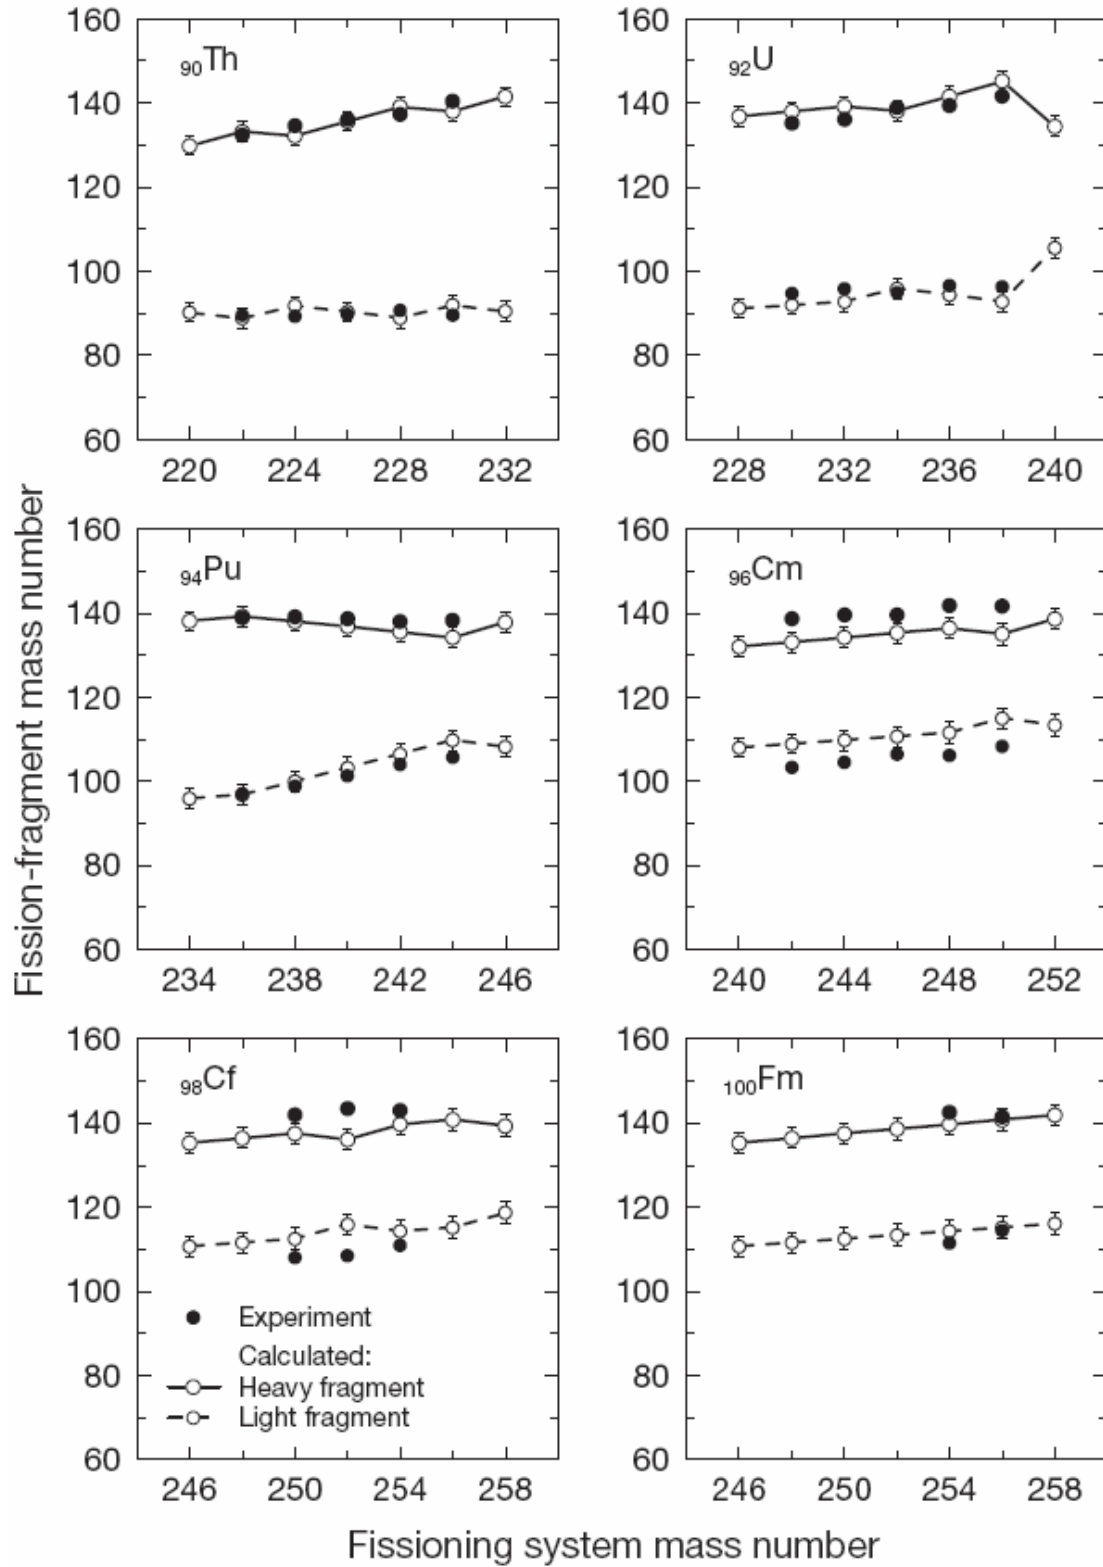 Fission-fragment mass number
160
140
120
100
80
60
90Th
220 224 228 232
160
140
120
100
80
60
92U
228 232 236 240
160
140
120
100
80
60
94Pu
234 238 242 246
160
140
120
100
80
60
96Cm
240 244 248 252
160
140
120
100
80
60
98Cf
Experiment
Calculated:
Heavy fragment
Light fragment
246 250 254 258
160
140
120
100
80
60
100Fm
246 250 254 258
Fissioning system mass number